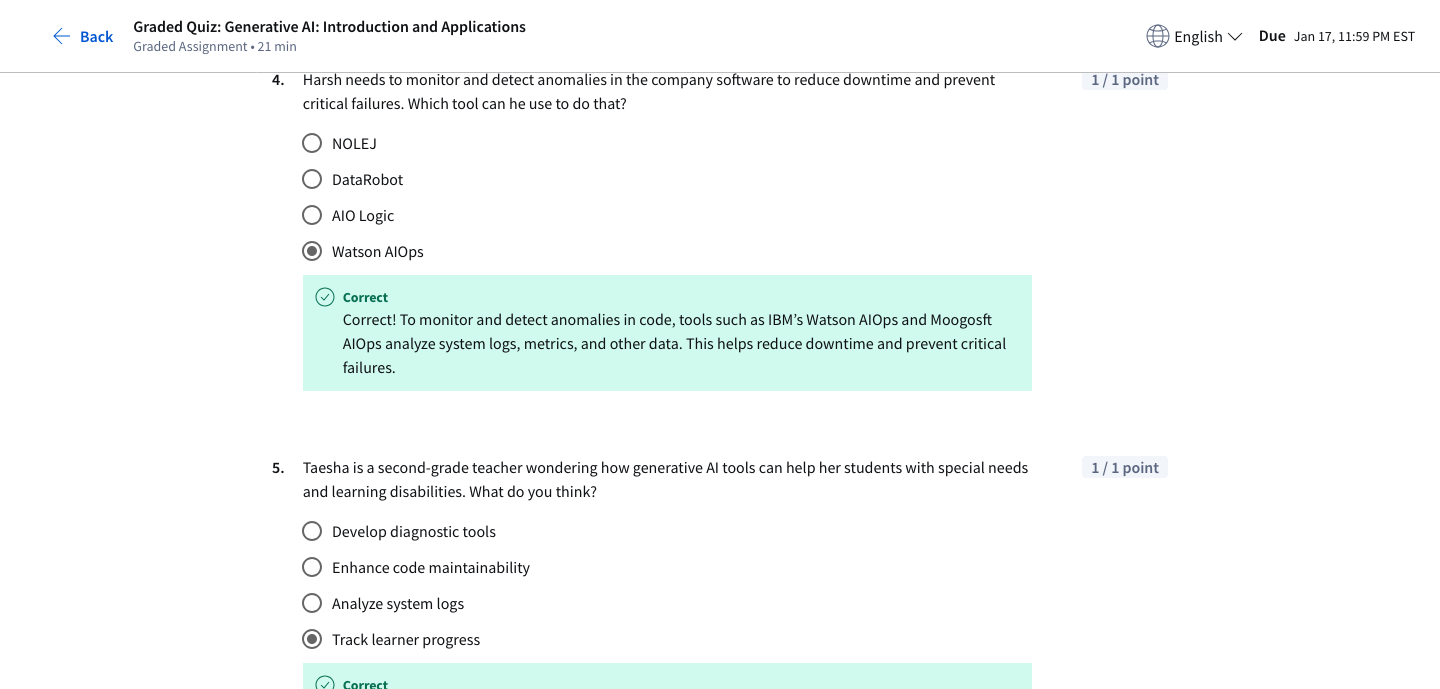 Back
Graded Quiz: Generative AI: Introduction and Applications
Graded Assignment • 21 min
English
Due Jan 17, 11:59 PM EST
4. Harsh needs to monitor and detect anomalies in the company software to reduce downtime and prevent
critical failures. Which tool can he use to do that?
1 / 1 point
NOLEJ
DataRobot
AIO Logic
Watson AIOps
Correct
Correct! To monitor and detect anomalies in code, tools such as IBM’s Watson AIOps and Moogosft
AIOps analyze system logs, metrics, and other data. This helps reduce downtime and prevent critical
failures.
5. Taesha is a second-grade teacher wondering how generative AI tools can help her students with special needs
and learning disabilities. What do you think?
1 / 1 point
Develop diagnostic tools
Enhance code maintainability
Analyze system logs
Track learner progress
Correct